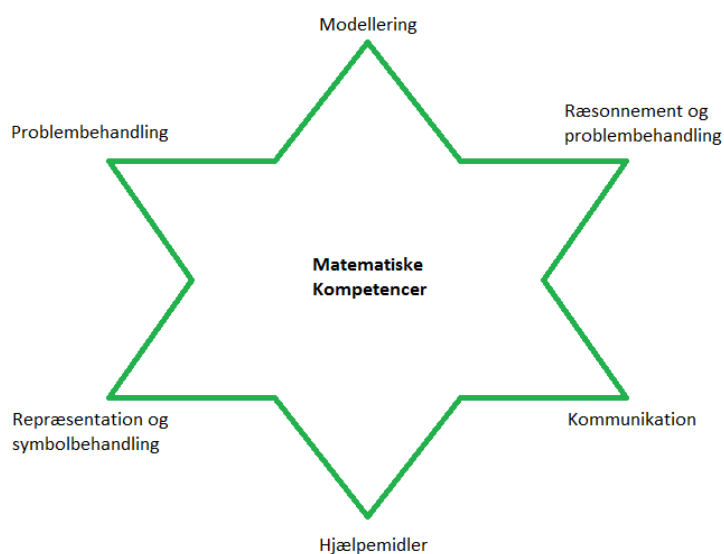 Modellering
Problembehandling
Ræsonnement og
problembehandling
Matematiske
Kompetencer
Repræsentation og
symbolbehandling
Kommunikation
Hjælpemidler